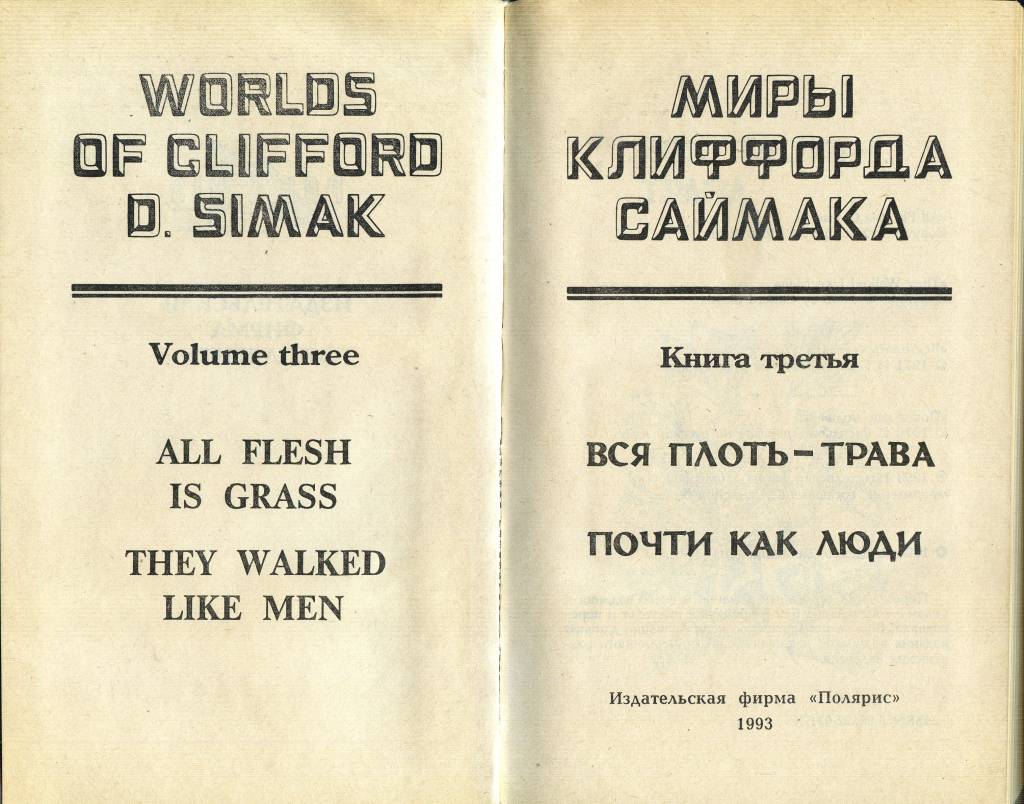 WORLDS
OF CLIFFORD
D. SIMAK
Volume three
ALL FLESH
IS GRASS
THEY WALKED
LIKE MEN
МИРЫ
КЛИФФОРДА
САЙМАКА
Книга третья
ВСЯ ПЛОТЬ – ТРАВА
ПОЧТИ КАК ЛЮДИ
Издательская фирма «Полярис»
1993